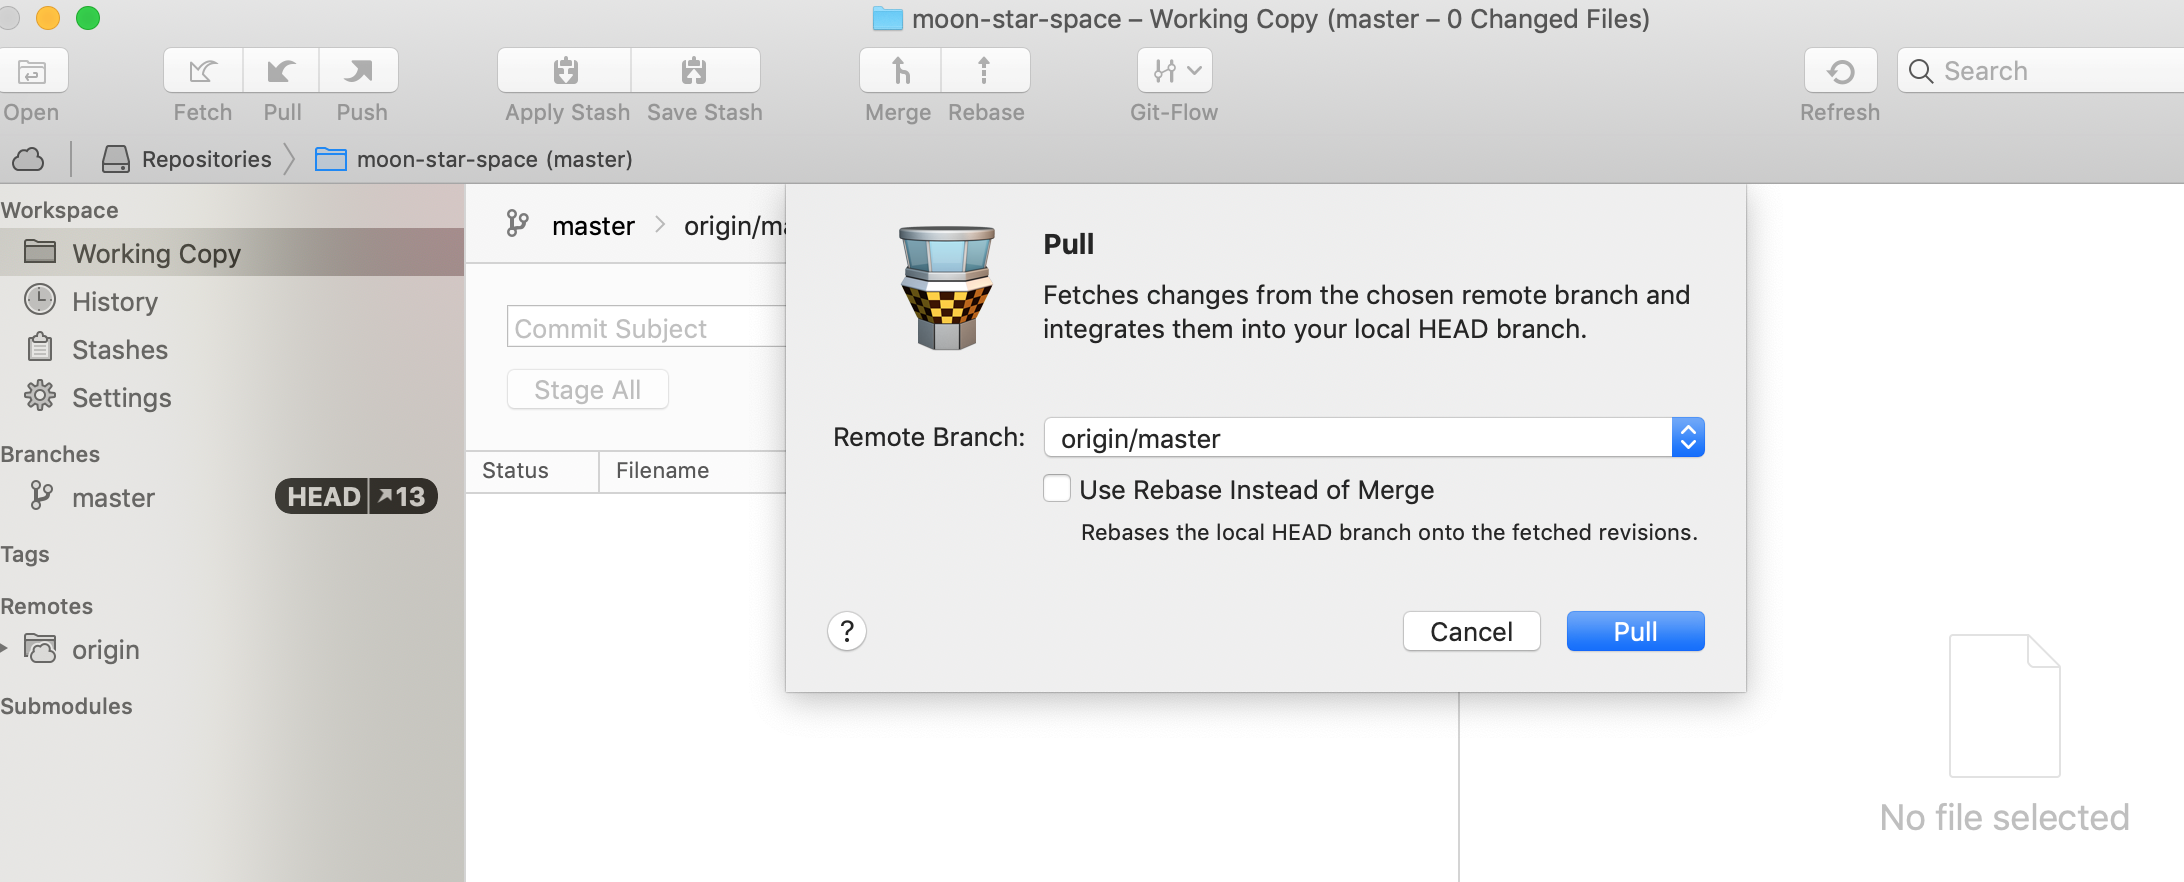 moon-star-space – Working Copy (master – 0 Changed Files)
Open
Fetch
Pull
Push
Apply Stash
Save Stash
Merge
Rebase
Git-Flow
Refresh
Search
Repositories
moon-star-space (master)
Workspace
Working Copy
History
Stashes
Settings
Branches
master
HEAD
13
Tags
Remotes
origin
Submodules
master
origin/ma
Commit Subject
Stage All
Status
Filename
Pull
Fetches changes from the chosen remote branch and
integrates them into your local HEAD branch.
Remote Branch:
origin/master
Use Rebase Instead of Merge
Rebases the local HEAD branch onto the fetched revisions.
?
Cancel
Pull
No file selected